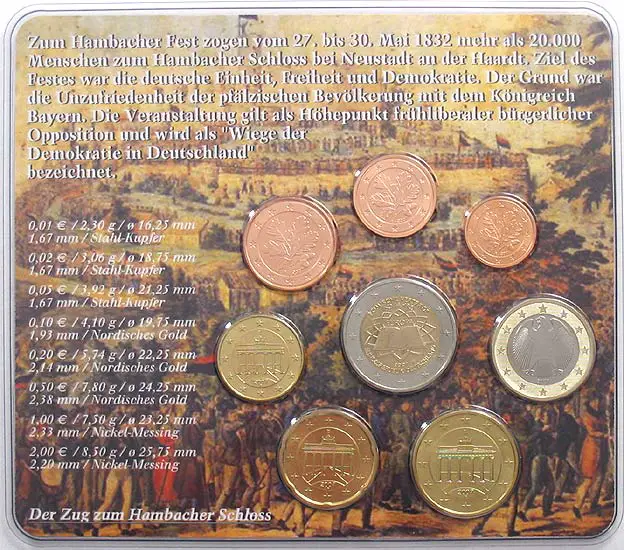 Zum Hambacher Fest zogen vom 27. bis 30. Mai 1832 mehr als 20.000
Menschen zum Hambacher Schloss bei Neustadt an der Haardt. Ziel des
Festes war die deutsche Einheit, Freiheit und Demokratie. Der Grund war
die Unzufriedenheit der pfälzischen Bevölkerung mit dem Königreich
Bayern. Die Veranstaltung gilt als Höhepunkt frühliberaler bürgerlicher
Opposition und wird als "Wiege der
Demokratie in Deutschland"
bezeichnet.
0,01 € / 2,30 g / ø 16,25 mm
1,67 mm / Stahl-Kupfer
0,02 € / 3,06 g / ø 18,75 mm
1,67 mm / Stahl-Kupfer
0,05 € / 3,92 g / ø 21,25 mm
1,67 mm / Stahl-Kupfer
0,10 € / 4,10 g / ø 19,75 mm
1,93 mm / Nordisches Gold
0,20 € / 5,74 g / ø 22,25 mm
2,14 mm / Nordisches Gold
0,50 € / 7,80 g / ø 24,25 mm
2,38 mm / Nordisches Gold
1,00 € / 7,50 g / ø 23,25 mm
2.33 mm / Nickel-Messing
2,00 € / 8,50 g / ø 25,75 mm
2,20 mm / Nickel-Messing
Der Zug zum Hambacher Schloss